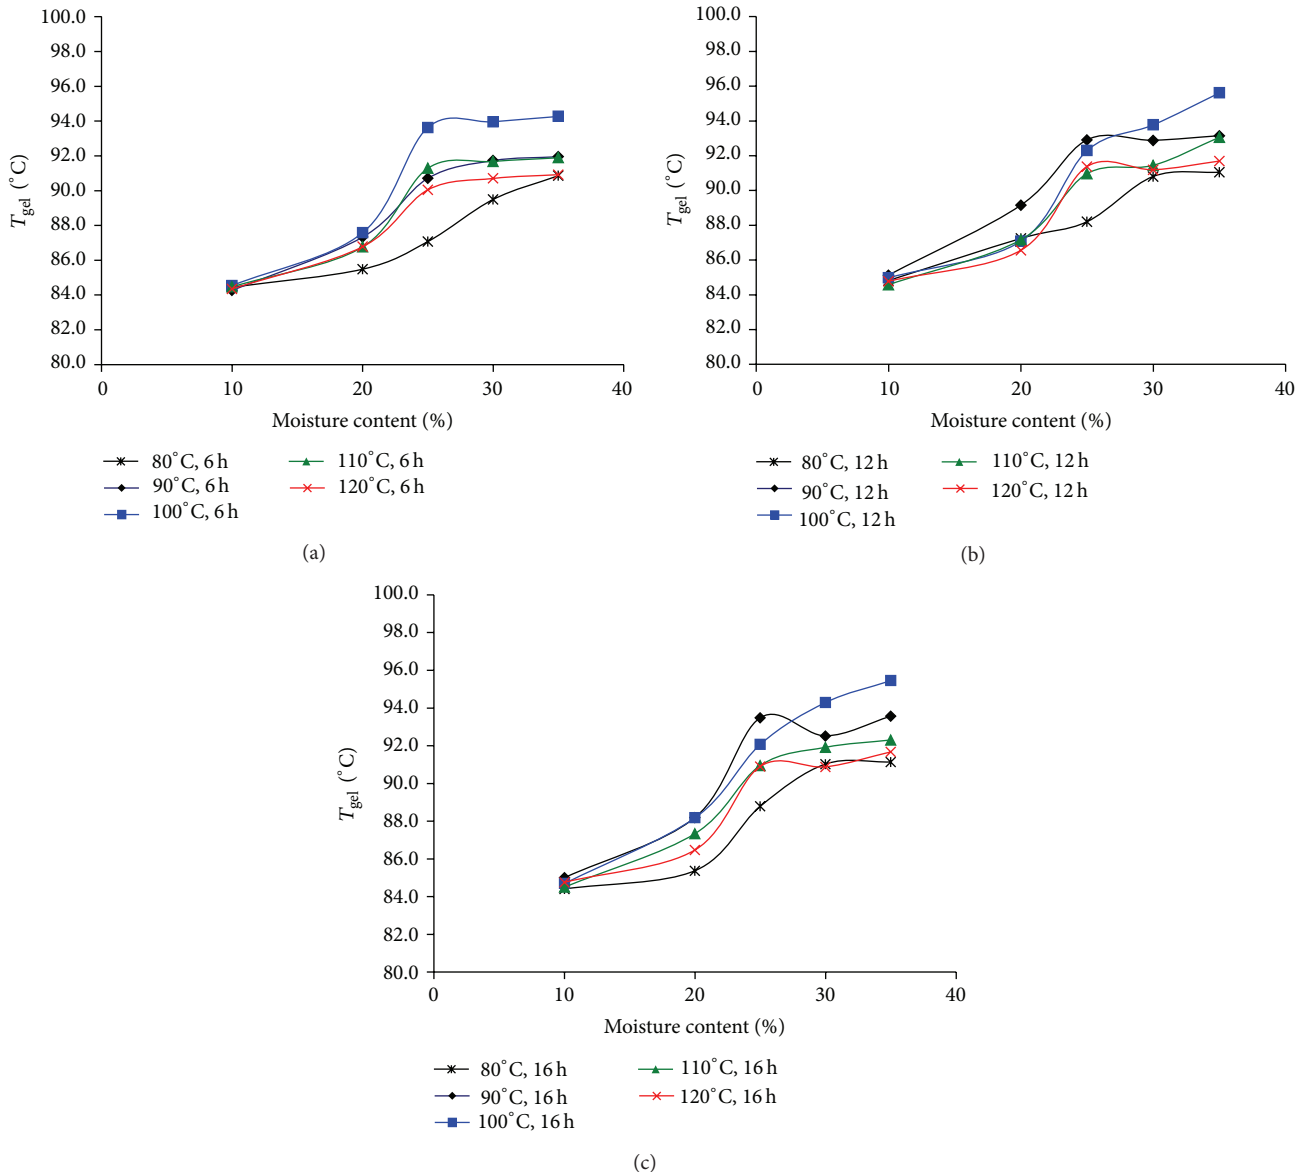 100.0
98.0
96.0
94.0
92.0
90.0
88.0
86.0
84.0
82.0
80.0
T gel (°C)
0 10 20 30 40
Moisture content (%)
80°C, 6 h 110°C, 6 h
90°C, 6 h 120°C, 6 h
100°C, 6 h
(a)
100.0
98.0
96.0
94.0
92.0
90.0
88.0
86.0
84.0
82.0
80.0
T gel (°C)
0 10 20 30 40
Moisture content (%)
80°C, 12 h 110°C, 12 h
90°C, 12 h 120°C, 12 h
100°C, 12 h
(b)
100.0
98.0
96.0
94.0
92.0
90.0
88.0
86.0
84.0
82.0
80.0
T gel (°C)
0 10 20 30 40
Moisture content (%)
80°C, 16 h 110°C, 16 h
90°C, 16 h 120°C, 16 h
100°C, 16 h
(c)